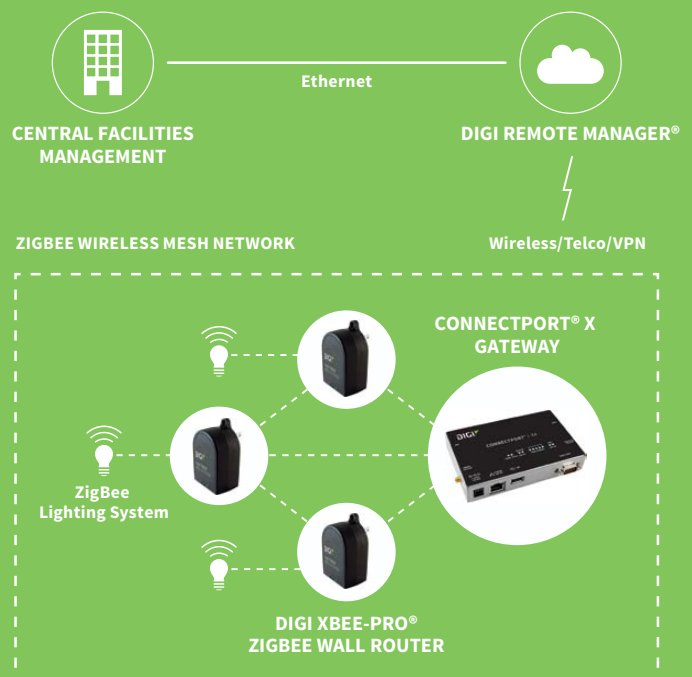 Ethernet
CENTRAL FACILITIES
MANAGEMENT
DIGI REMOTE MANAGER®
ZIGBEE WIRELESS MESH NETWORK
Wireless/Telco/VPN
CONNECTPORT® X
GATEWAY
DIGI
CONNECTPORT®
ZigBee
Lighting System
DIGI XBEE-PRO®
ZIGBEE WALL ROUTER